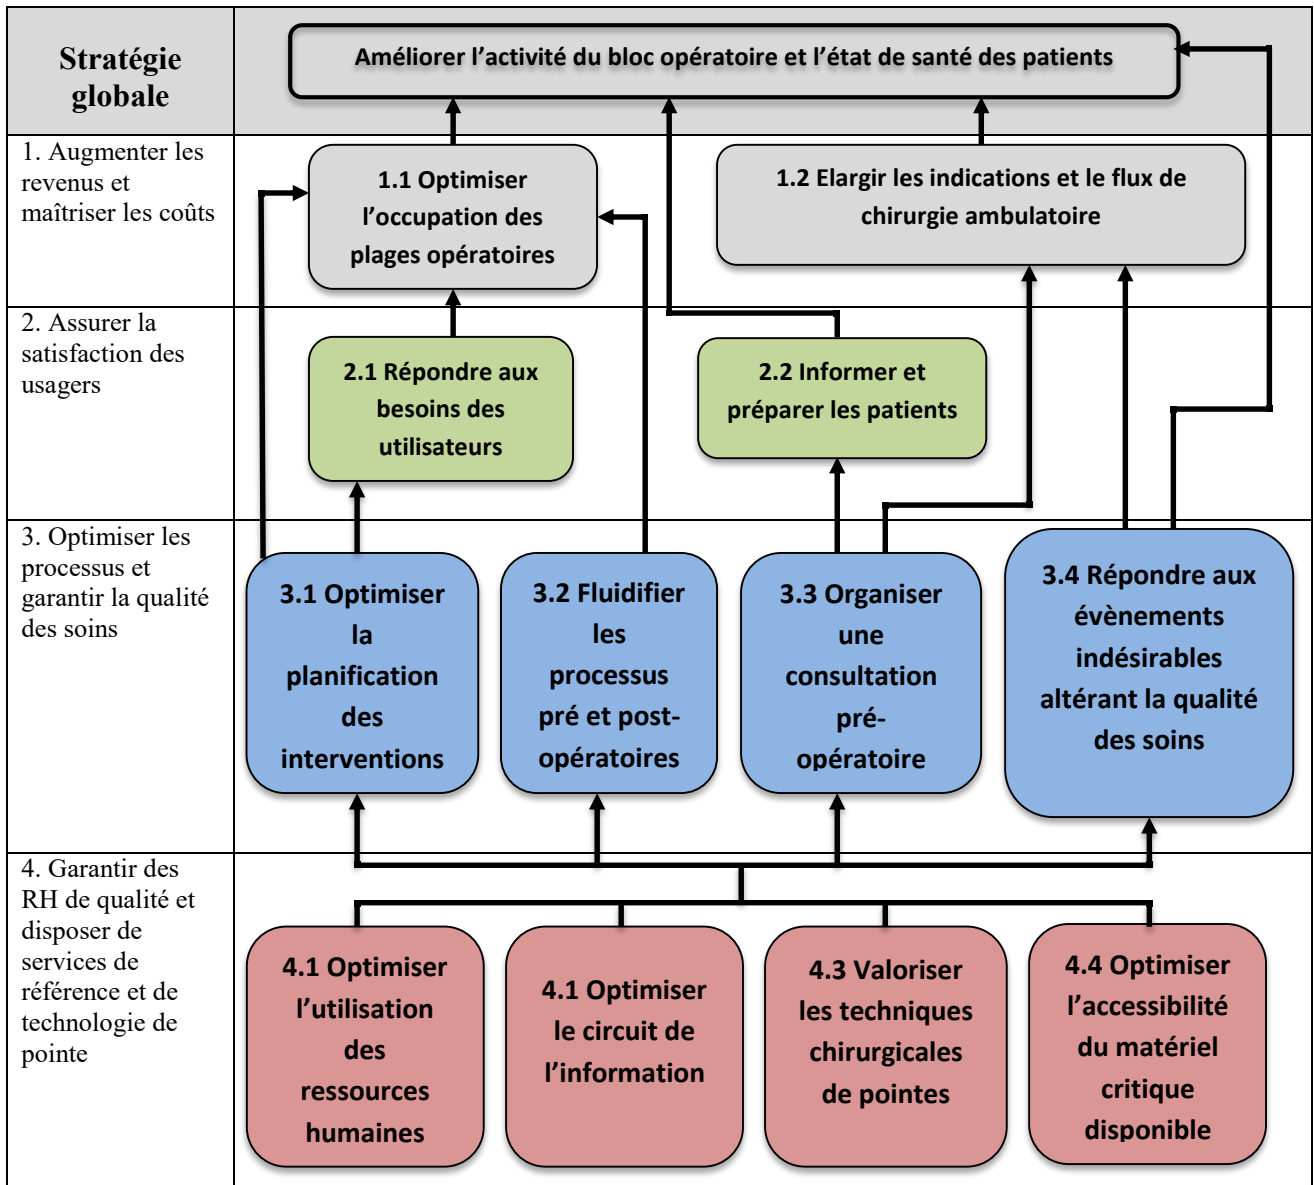 Stratégie
globale
Améliorer l’activité du bloc opératoire et l’état de santé des patients
1. Augmenter les
revenus et
maîtriser les coûts
1.1 Optimiser
l’occupation des
plages opératoires
1.2 Elargir les indications et le flux de
chirurgie ambulatoire
2. Assurer la
satisfaction des
usagers
2.1 Répondre aux
besoins des
utilisateurs
2.2 Informer et
préparer les patients
3. Optimiser les
processus et
garantir la qualité
des soins
3.1 Optimiser
la
planification
des
interventions
3.2 Fluidifier
les
processus
pré et post-
opératoires
3.3 Organiser
une
consultation
pré-
opératoire
3.4 Répondre aux
évènements
indésirables
altérant la qualité
des soins
4. Garantir des
RH de qualité et
disposer de
services de
référence et de
technologie de
pointe
4.1 Optimiser
l’utilisation
des
ressources
humaines
4.1 Optimiser
le circuit de
l’information
4.3 Valoriser
les techniques
chirurgicales
de pointes
4.4 Optimiser
l’accessibilité
du matériel
critique
disponible